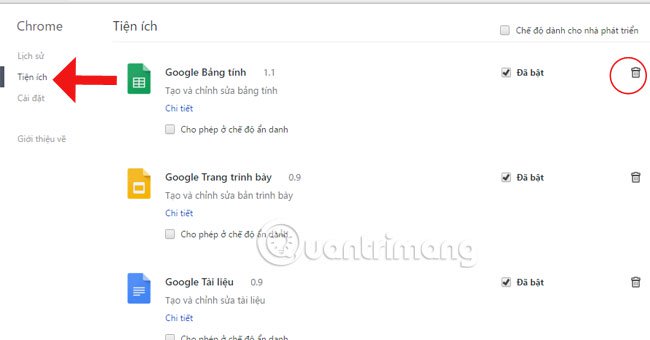 Chrome
Lịch sử
Tiện ích
Cài đặt
Giới thiệu về
Tiện ích
Chế độ dành cho nhà phát triển
Google Bảng tính 1.1
Đã bật
Tạo và chỉnh sửa bảng tính
Chi tiết
Cho phép ở chế độ ẩn danh
Google Trang trình bày 0.9
Đã bật
Tạo và chỉnh sửa bản trình bày
Chi tiết
Cho phép ở chế độ ẩn danh
Quantrimang
Google Tài liệu 0.9
Đã bật
Tạo và chỉnh sửa tài liệu
Chi tiết
Cho phép ở chế độ ẩn danh